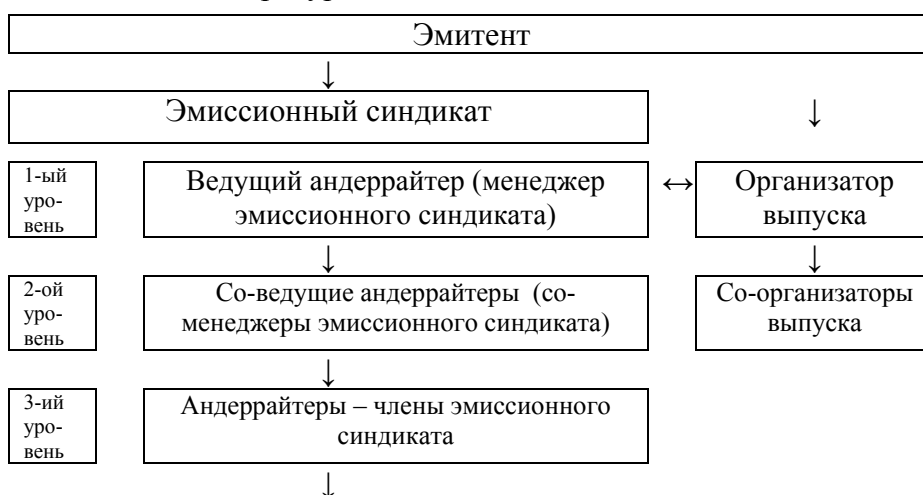 Эмитент
↓
Эмиссионный синдикат
↓
1-ый
уро-
вень
Ведущий андеррайтер (менеджер
эмиссионного синдиката)
↔
Организатор
выпуска
↓
↓
2-ой
уро-
вень
Со-ведущие андеррайтеры (со-
менеджеры эмиссионного синдиката)
Со-организаторы
выпуска
↓
3-ий
уро-
вень
Андеррайтеры – члены эмиссионного
синдиката
↓